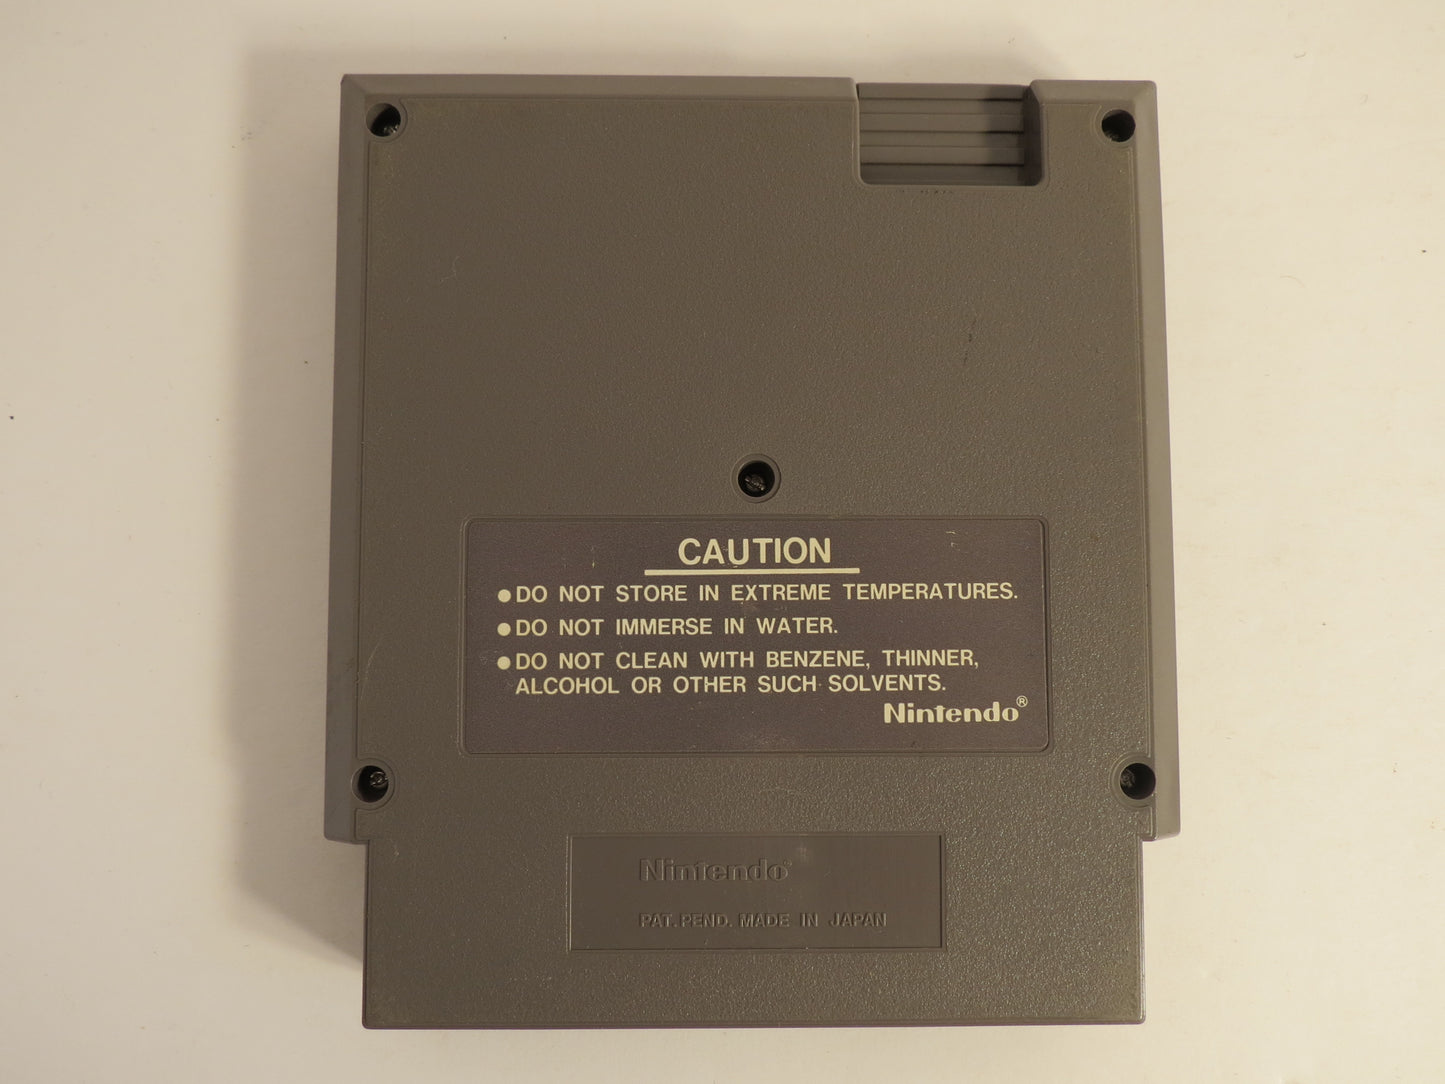 CAUTION
●DO NOT STORE IN EXTREME TEMPERATURES.
●DO NOT IMMERSE IN WATER.
●DO NOT CLEAN WITH BENZENE, THINNER,
ALCOHOL OR OTHER SUCH SOLVENTS.
Nintendo®
Nintendo®
PAT. PEND. MADE IN JAPAN